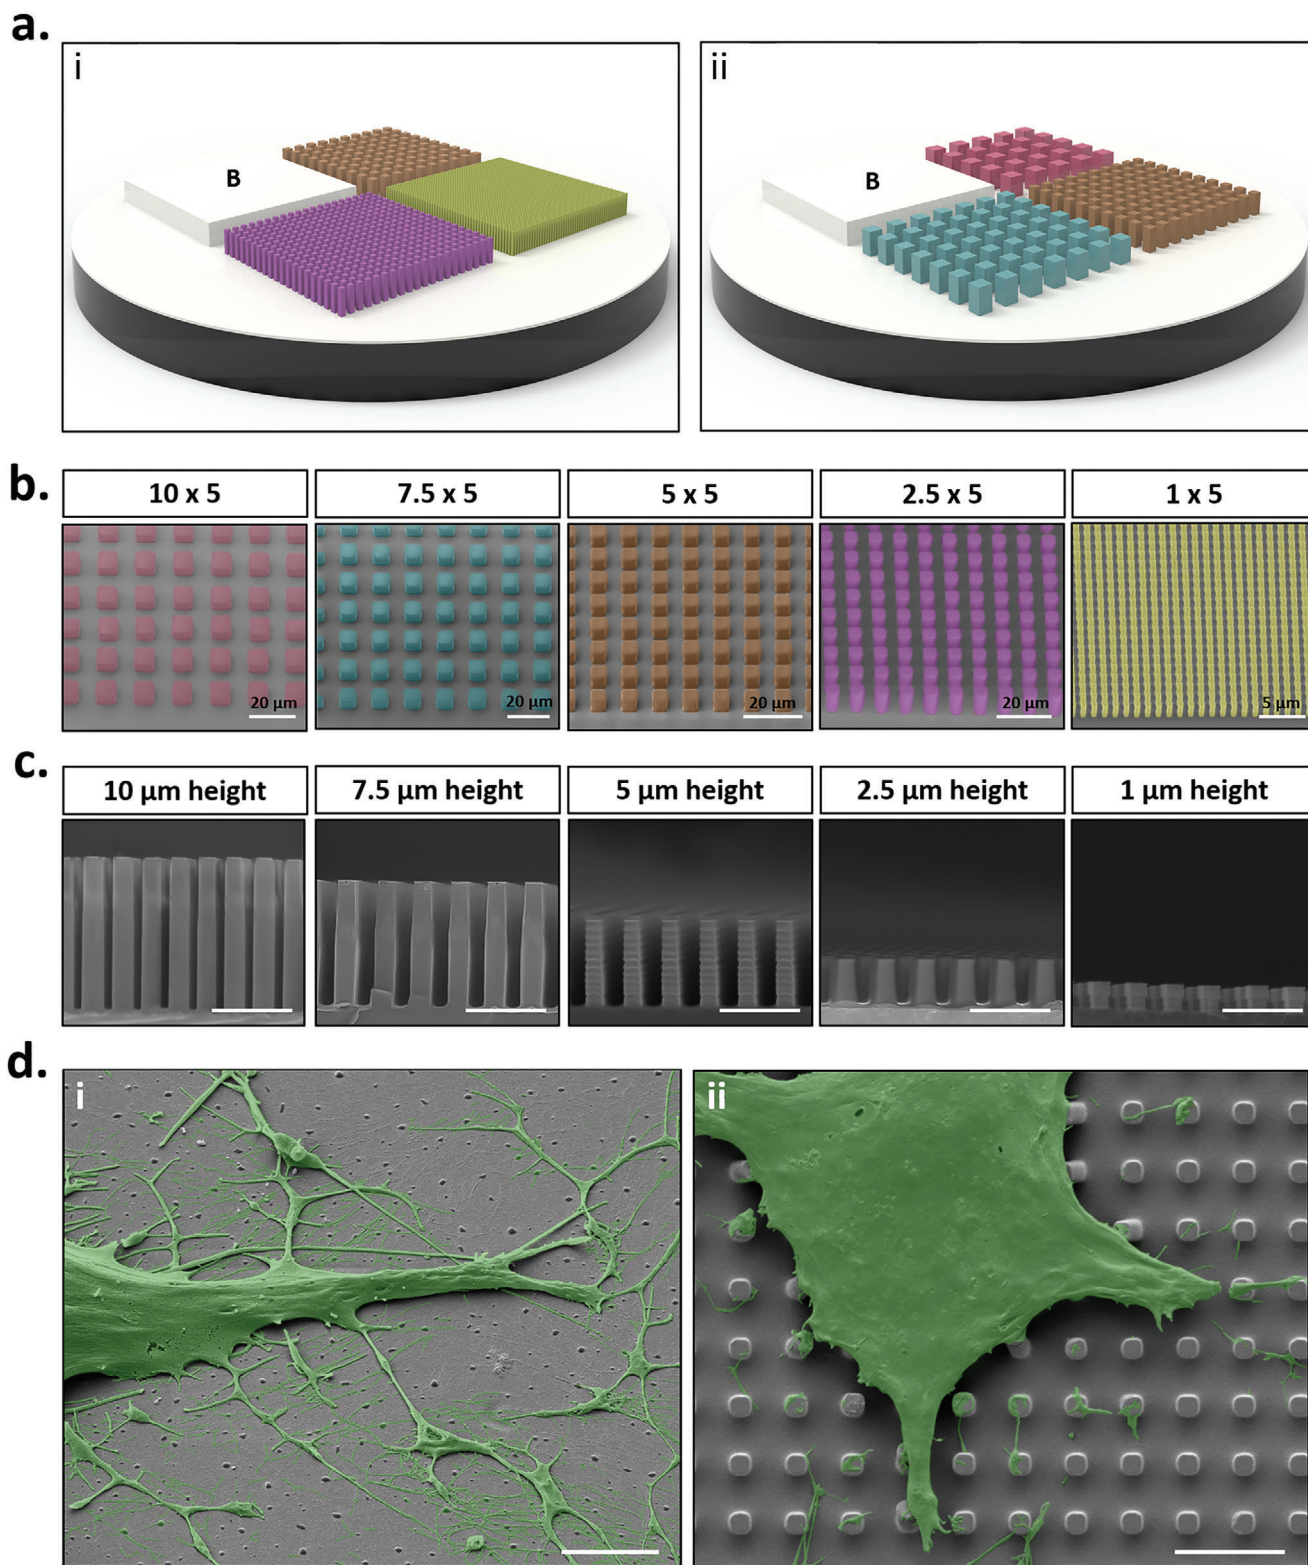 a.
i
B
ii
B
b.
10 x 5
7.5 x 5
5 x 5
2.5 x 5
1 x 5
20 µm
20 µm
20 µm
20 µm
5 µm
c.
10 µm height
7.5 µm height
5 µm height
2.5 µm height
1 µm height
d.
i
ii